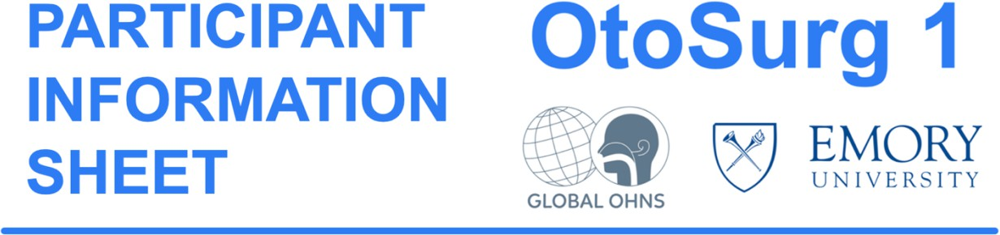 PARTICIPANT
INFORMATION
SHEET
OtoSurg 1
GLOBAL OHNS
EMORY
UNIVERSITY